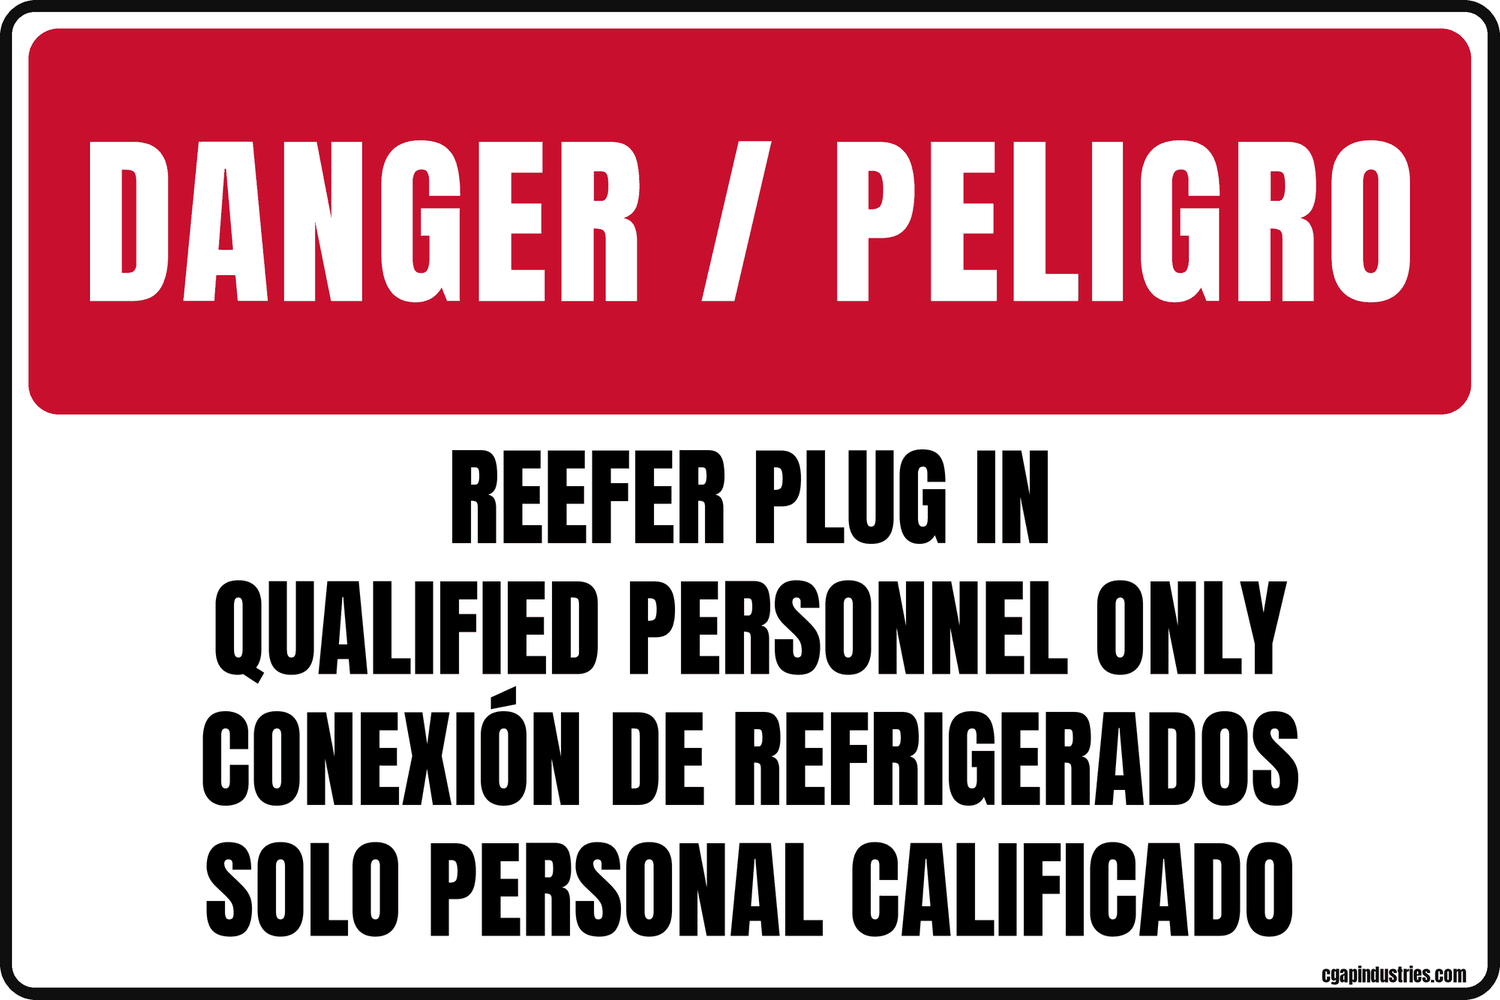 DANGER / PELIGRO
REEFER PLUG IN
QUALIFIED PERSONNEL ONLY
CONEXIÓN DE REFRIGERADOS
SOLO PERSONAL CALIFICADO
cgapindustries.com